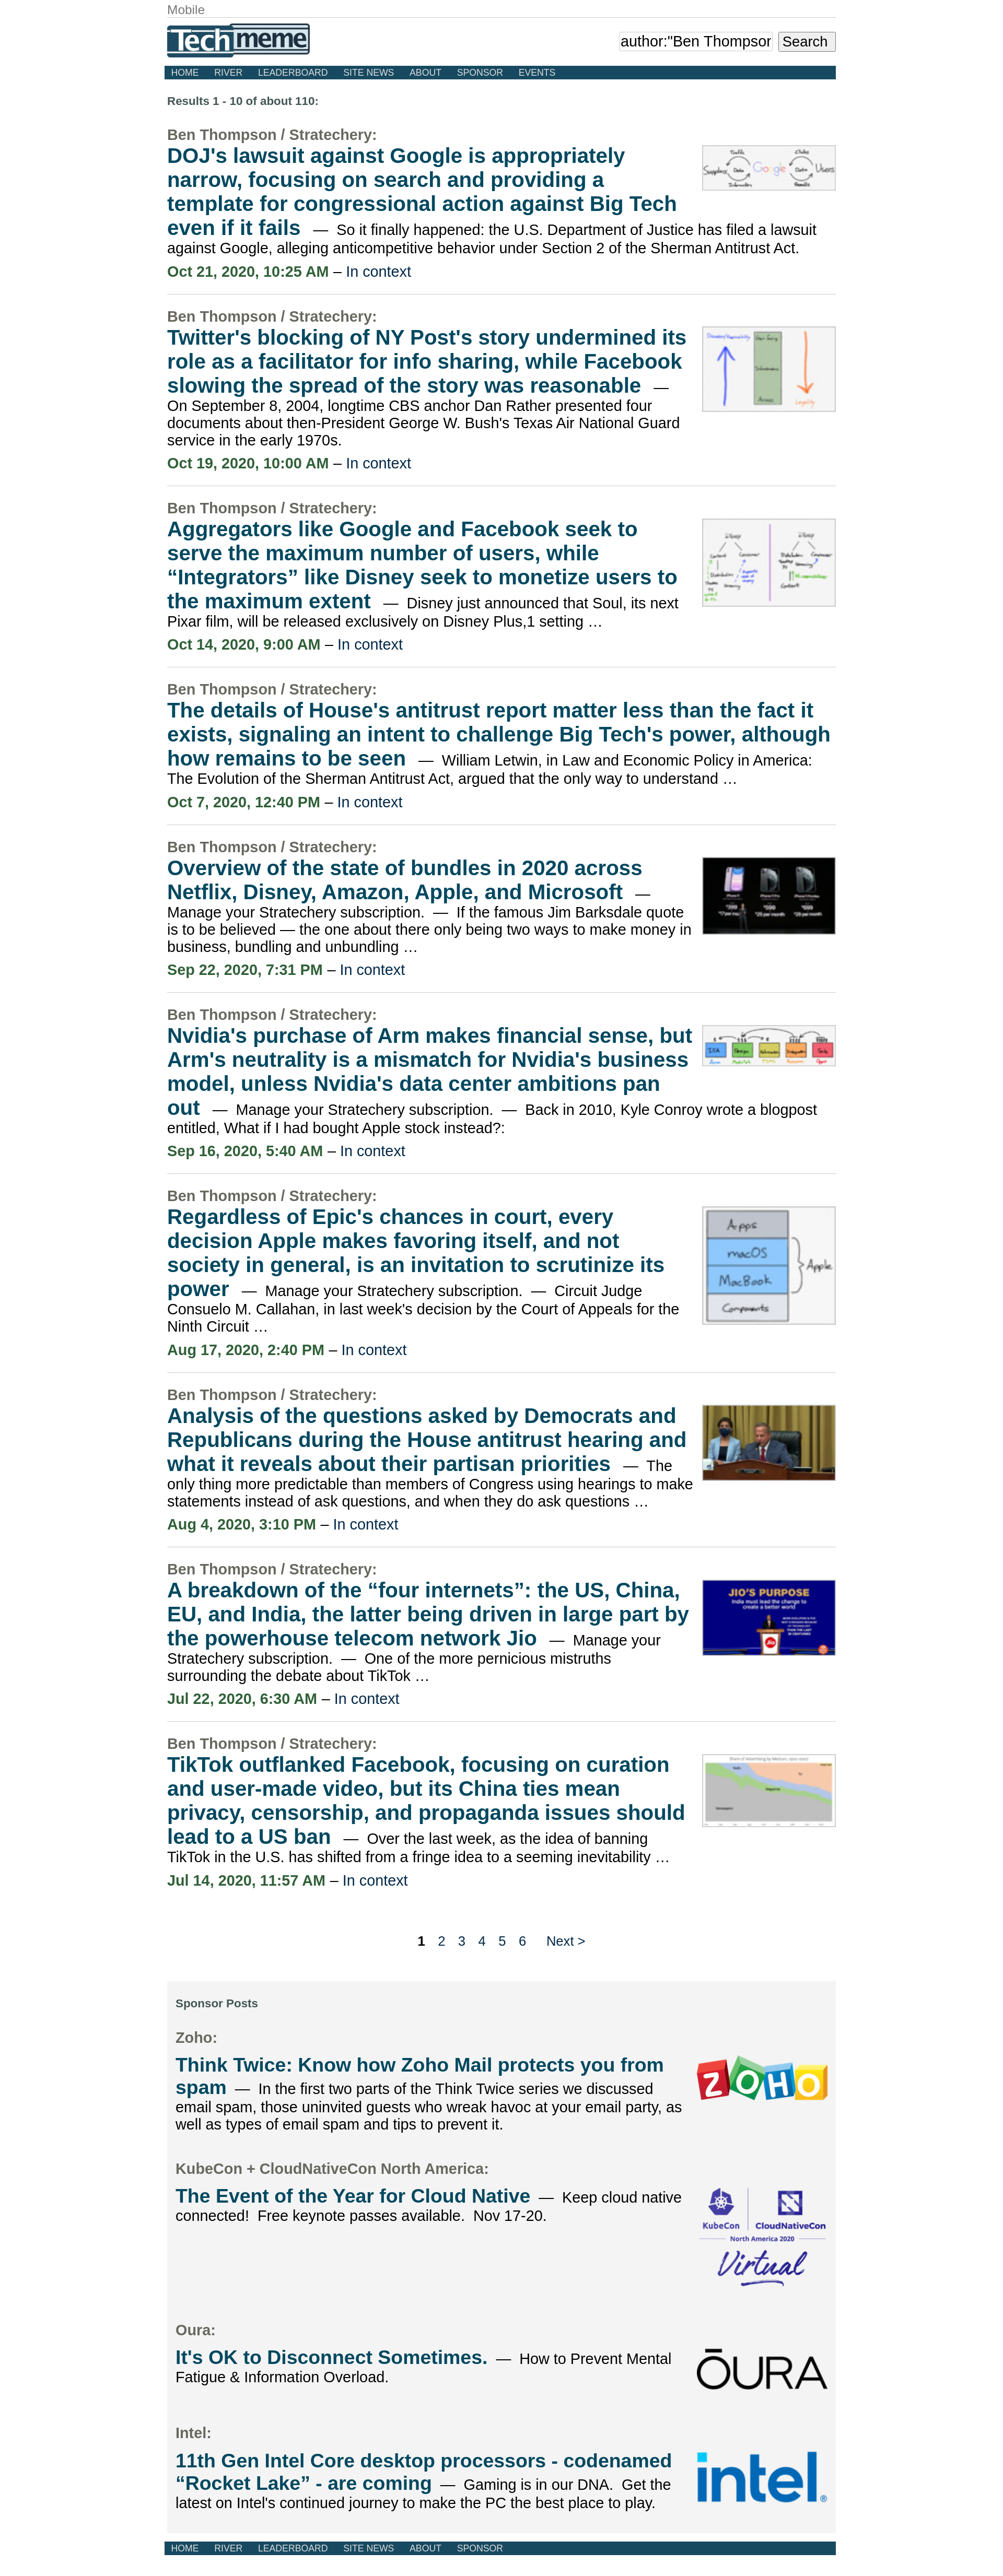 Mobile
Techmeme
author:"Ben Thompson
Search
HOME RIVER LEADERBOARD SITE NEWS ABOUT SPONSOR EVENTS
Results 1 - 10 of about 110:
Ben Thompson / Stratechery:
DOJ's lawsuit against Google is appropriately
narrow, focusing on search and providing a
template for congressional action against Big Tech
even if it fails — So it finally happened: the U.S. Department of Justice has filed a lawsuit
against Google, alleging anticompetitive behavior under Section 2 of the Sherman Antitrust Act.
Traffic Clicks
Suppliers Data Google Data Users
Results
Oct 21, 2020, 10:25 AM – In context
Ben Thompson / Stratechery:
Twitter's blocking of NY Post's story undermined its
role as a facilitator for info sharing, while Facebook
slowing the spread of the story was reasonable —
On September 8, 2004, longtime CBS anchor Dan Rather presented four
documents about then-President George W. Bush's Texas Air National Guard
service in the early 1970s.
Legality
Oct 19, 2020, 10:00 AM – In context
Ben Thompson / Stratechery:
Aggregators like Google and Facebook seek to
serve the maximum number of users, while
“Integrators” like Disney seek to monetize users to
the maximum extent — Disney just announced that Soul, its next
Pixar film, will be released exclusively on Disney Plus,1 setting …
Oct 14, 2020, 9:00 AM – In context
Ben Thompson / Stratechery:
The details of House's antitrust report matter less than the fact it
exists, signaling an intent to challenge Big Tech's power, although
how remains to be seen — William Letwin, in Law and Economic Policy in America:
The Evolution of the Sherman Antitrust Act, argued that the only way to understand …
Oct 7, 2020, 12:40 PM – In context
Ben Thompson / Stratechery:
Overview of the state of bundles in 2020 across
Netflix, Disney, Amazon, Apple, and Microsoft —
Manage your Stratechery subscription. — If the famous Jim Barksdale quote
is to be believed — the one about there only being two ways to make money in
business, bundling and unbundling …
Sep 22, 2020, 7:31 PM – In context
Ben Thompson / Stratechery:
Nvidia's purchase of Arm makes financial sense, but
Arm's neutrality is a mismatch for Nvidia's business
model, unless Nvidia's data center ambitions pan
out — Manage your Stratechery subscription. — Back in 2010, Kyle Conroy wrote a blogpost
entitled, What if I had bought Apple stock instead?:
Sep 16, 2020, 5:40 AM – In context
Ben Thompson / Stratechery:
Regardless of Epic's chances in court, every
decision Apple makes favoring itself, and not
society in general, is an invitation to scrutinize its
power — Manage your Stratechery subscription. — Circuit Judge
Consuelo M. Callahan, in last week's decision by the Court of Appeals for the
Ninth Circuit …
Apps
macOS
MacBook
Components
Apple
Aug 17, 2020, 2:40 PM – In context
Ben Thompson / Stratechery:
Analysis of the questions asked by Democrats and
Republicans during the House antitrust hearing and
what it reveals about their partisan priorities — The
only thing more predictable than members of Congress using hearings to make
statements instead of ask questions, and when they do ask questions …
Aug 4, 2020, 3:10 PM – In context
Ben Thompson / Stratechery:
A breakdown of the “four internets”: the US, China,
EU, and India, the latter being driven in large part by
the powerhouse telecom network Jio — Manage your
Stratechery subscription. — One of the more pernicious mistruths
surrounding the debate about TikTok …
JIO'S PURPOSE
India must lead the change to
create a better world
Jio
Jul 22, 2020, 6:30 AM – In context
Ben Thompson / Stratechery:
TikTok outflanked Facebook, focusing on curation
and user-made video, but its China ties mean
privacy, censorship, and propaganda issues should
lead to a US ban — Over the last week, as the idea of banning
TikTok in the U.S. has shifted from a fringe idea to a seeming inevitability …
Jul 14, 2020, 11:57 AM – In context
1 2 3 4 5 6 Next >
Sponsor Posts
Zoho:
Think Twice: Know how Zoho Mail protects you from
spam — In the first two parts of the Think Twice series we discussed
email spam, those uninvited guests who wreak havoc at your email party, as
well as types of email spam and tips to prevent it.
ZOHO
KubeCon + CloudNativeCon North America:
The Event of the Year for Cloud Native — Keep cloud native
connected! Free keynote passes available. Nov 17-20.
KubeCon CloudNativeCon
North America 2020
Virtual
Oura:
It's OK to Disconnect Sometimes. — How to Prevent Mental
Fatigue & Information Overload.
ŌURA
Intel:
11th Gen Intel Core desktop processors - codenamed
“Rocket Lake” - are coming — Gaming is in our DNA. Get the
latest on Intel's continued journey to make the PC the best place to play.
intel®
HOME RIVER LEADERBOARD SITE NEWS ABOUT SPONSOR